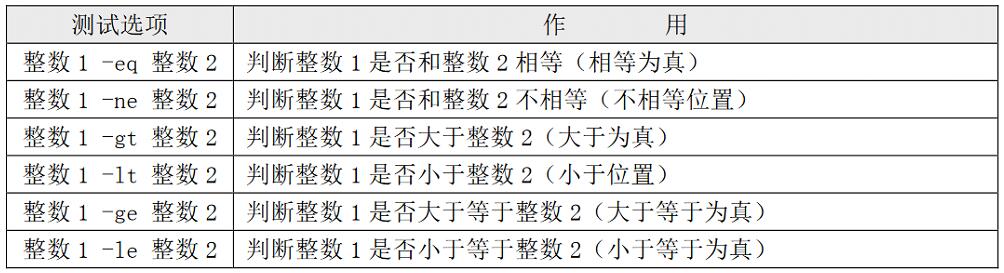 测试选项 作 用
整数 1 -eq 整数 2 判断整数 1 是否和整数 2 相等（相等为真）
整数 1 -ne 整数 2 判断整数 1 是否和整数 2 不相等（不相等位置）
整数 1 -gt 整数 2 判断整数 1 是否大于整数 2（大于为真）
整数 1 -lt 整数 2 判断整数 1 是否小于整数 2（小于位置）
整数 1 -ge 整数 2 判断整数 1 是否大于等于整数 2（大于等于为真）
整数 1 -le 整数 2 判断整数 1 是否小于等于整数 2（小于等于为真）